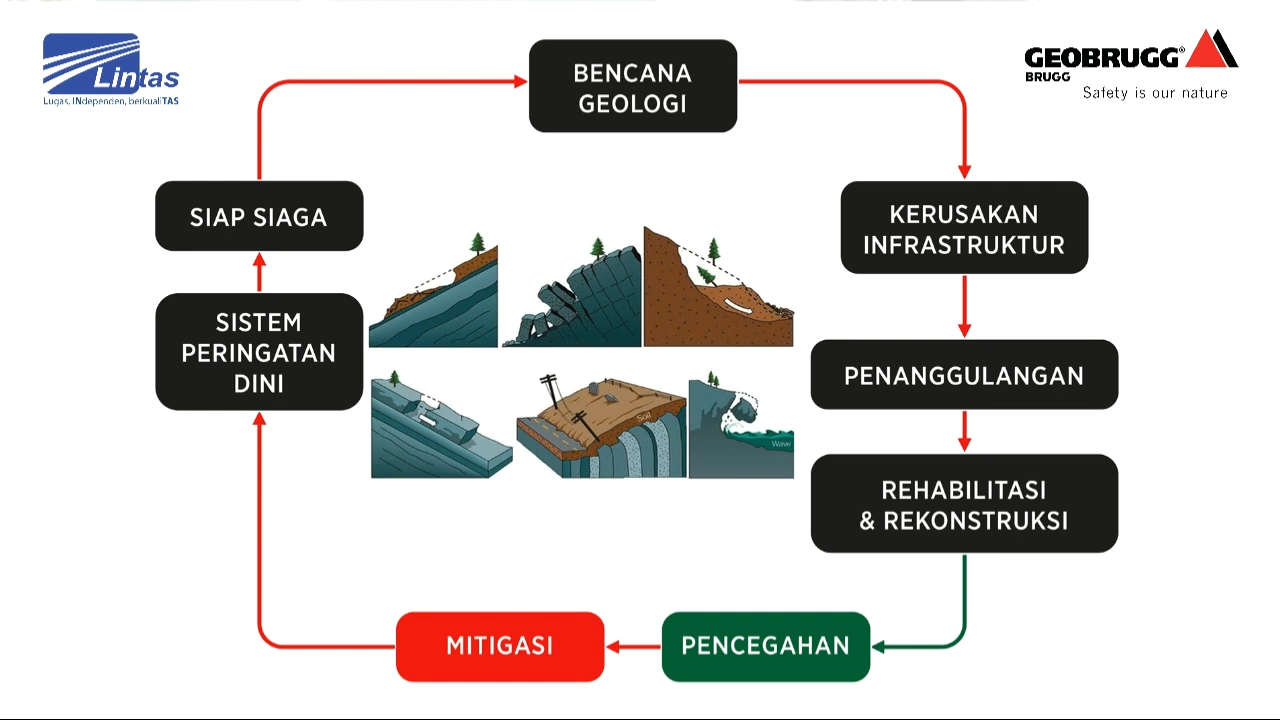 Lintas
Lugas, INdependen, berkualiTAS
GEOBRUGG®
BRUGG
Safety is our nature
BENCANA
GEOLOGI
SIAP SIAGA
KERUSAKAN
INFRASTRUKTUR
SISTEM
PERINGATAN
DINI
PENANGGULANGAN
Soil
Wave
REHABILITASI
& REKONSTRUKSI
MITIGASI
PENCEGAHAN